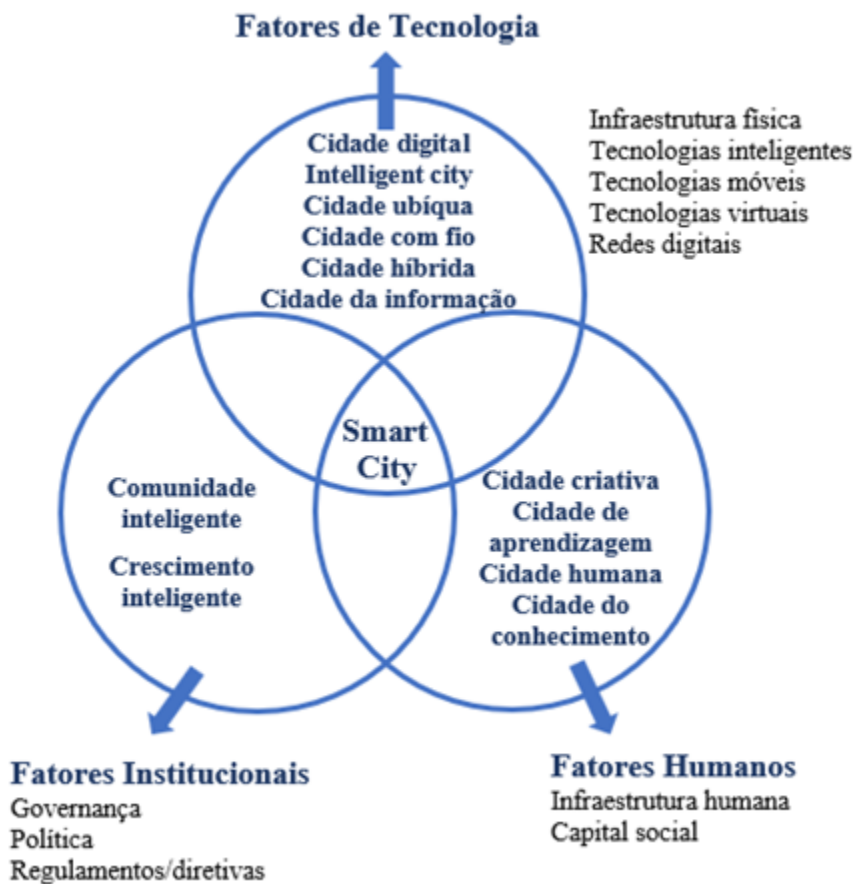 Fatores de Tecnologia
Cidade digital
Intelligent city
Cidade ubíqua
Cidade com fio
Cidade híbrida
Cidade da informação
Infraestrutura física
Tecnologias inteligentes
Tecnologias móveis
Tecnologias virtuais
Redes digitais
Smart
City
Comunidade
inteligente
Crescimento
inteligente
Cidade criativa
Cidade de
aprendizagem
Cidade humana
Cidade do
conhecimento
Fatores Institucionais
Governança
Política
Regulamentos/diretivas
Fatores Humanos
Infraestrutura humana
Capital social